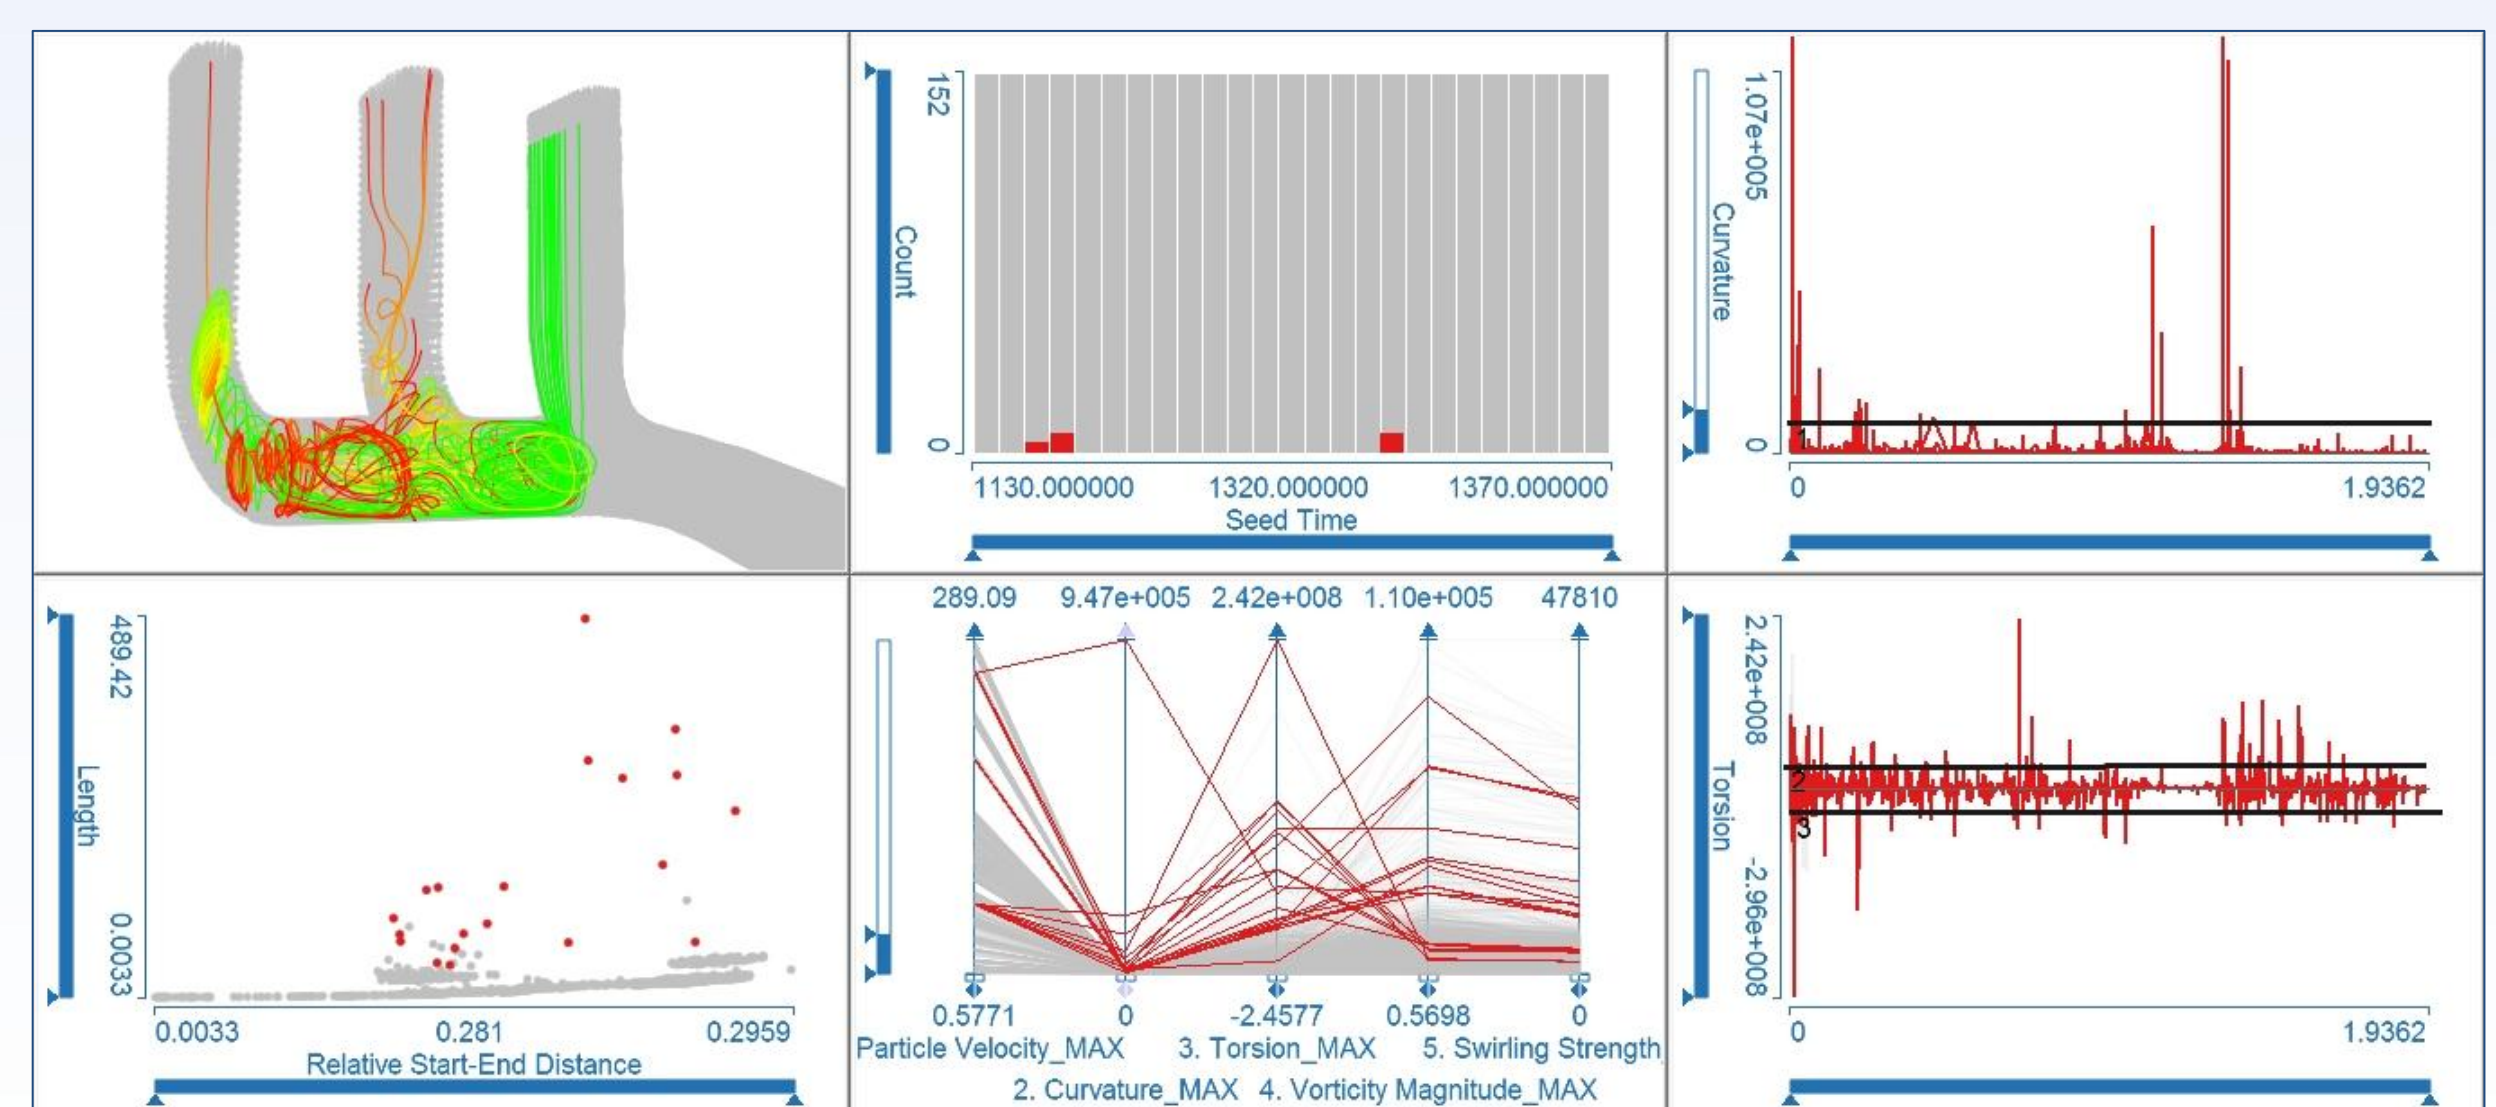 152
Count
0
1130.000000 1320.000000 1370.000000
Seed Time
1.07e+005
Curvature
0
1
0 1.9362
489.42
Length
0.0033
0.0033 0.281 0.2959
Relative Start-End Distance
289.09 9.47e+005 2.42e+008 1.10e+005 47810
0.5771 0 -2.4577 0.5698 0
Particle Velocity_MAX 3. Torsion_MAX 5. Swirling Strength
2. Curvature_MAX 4. Vorticity Magnitude_MAX
2.42e+008
Torsion
-2.96e+008
2
3
0 1.9362